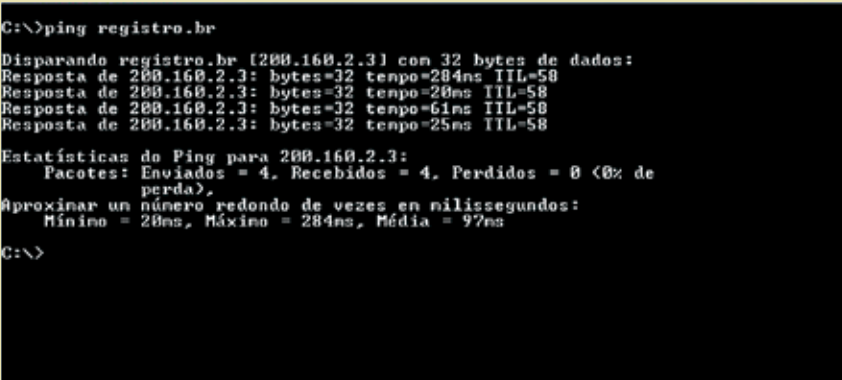 C:\>ping registro.br
Disparando registro.br [200.160.2.3] com 32 bytes de dados:
Resposta de 200.160.2.3: bytes=32 tempo=284ms TTL=58
Resposta de 200.160.2.3: bytes=32 tempo=20ms TTL=58
Resposta de 200.160.2.3: bytes=32 tempo=61ms TTL=58
Resposta de 200.160.2.3: bytes=32 tempo=25ms TTL=58
Estatísticas do Ping para 200.160.2.3:
Pacotes: Enviados = 4, Recebidos = 4, Perdidos = 0 (0% de
perda),
Aproximar um número redondo de vezes em milissegundos:
Mínimo = 20ms, Máximo = 284ms, Média = 97ms
C:\>